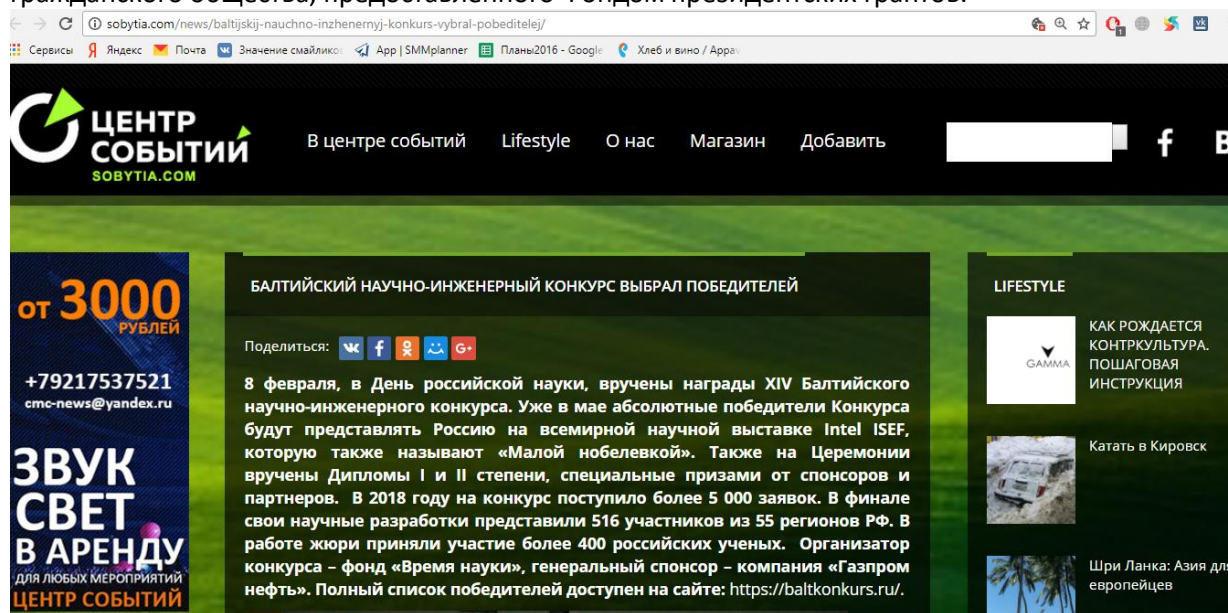 гражданского общества, предоставленного Фондом президентских грантов.
sobytia.com/news/baltijskij-nauchno-inzhenernyj-konkurs-vybral-pobeditelej/
Сервисы Яндекс Почта Значение смайликов App | SMMplanner Планы2016 - Google Хлеб и вино / Appav
ЦЕНТР
СОБЫТИЙ
SOBYTIA.COM
В центре событий Lifestyle О нас Магазин Добавить
от 3000
РУБЛЕЙ
+79217537521
cmc-news@yandex.ru
ЗВУК
СВЕТ
В АРЕНДУ
ДЛЯ ЛЮБЫХ МЕРОПРИЯТИЙ
ЦЕНТР СОБЫТИЙ
БАЛТИЙСКИЙ НАУЧНО-ИНЖЕНЕРНЫЙ КОНКУРС ВЫБРАЛ ПОБЕДИТЕЛЕЙ
Поделиться:
8 февраля, в День российской науки, вручены награды XIV Балтийского
научно-инженерного конкурса. Уже в мае абсолютные победители Конкурса
будут представлять Россию на всемирной научной выставке Intel ISEF,
которую также называют «Малой нобелевкой». Также на Церемонии
вручены Дипломы I и II степени, специальные призами от спонсоров и
партнеров. В 2018 году на конкурс поступило более 5 000 заявок. В финале
свои научные разработки представили 516 участников из 55 регионов РФ. В
работе жюри приняли участие более 400 российских ученых. Организатор
конкурса – фонд «Время науки», генеральный спонсор – компания «Газпром
нефть». Полный список победителей доступен на сайте: https://baltkonkurs.ru/.
LIFESTYLE
GAMMA
КАК РОЖДАЕТСЯ
КОНТРКУЛЬТУРА.
ПОШАГОВАЯ
ИНСТРУКЦИЯ
Катать в Кировск
Шри Ланка: Азия для
европейцев